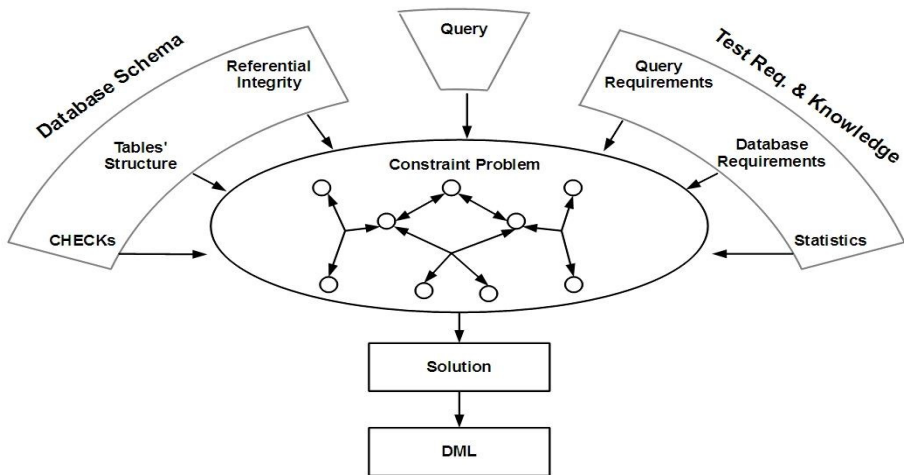 Database Schema
Referential
Integrity
Tables'
Structure
CHECKs
Query
Test Req. & Knowledge
Query
Requirements
Database
Requirements
Statistics
Constraint Problem
Solution
DML